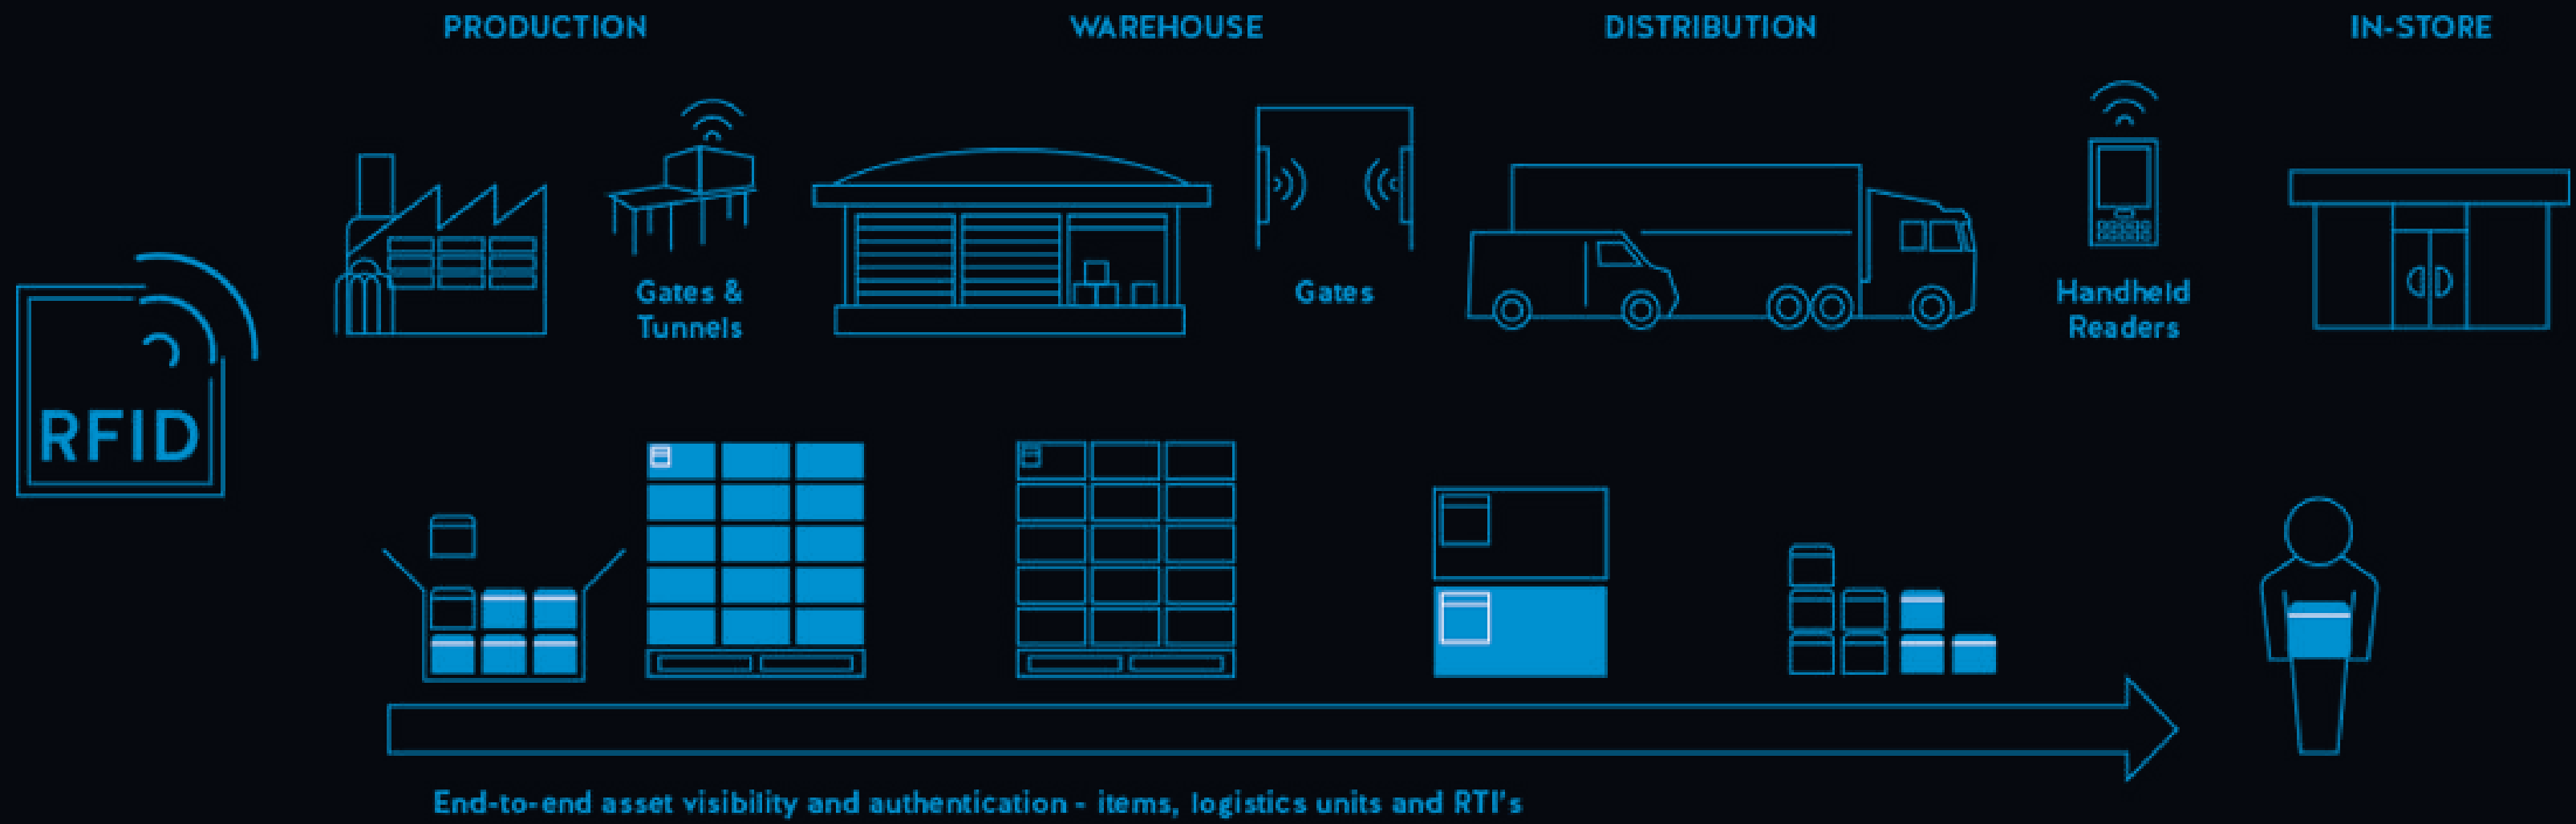 PRODUCTION
WAREHOUSE
DISTRIBUTION
IN-STORE
Gates &
Tunnels
Gates
Handheld
Readers
RFID
End-to-end asset visibility and authentication - items, logistics units and RTI's